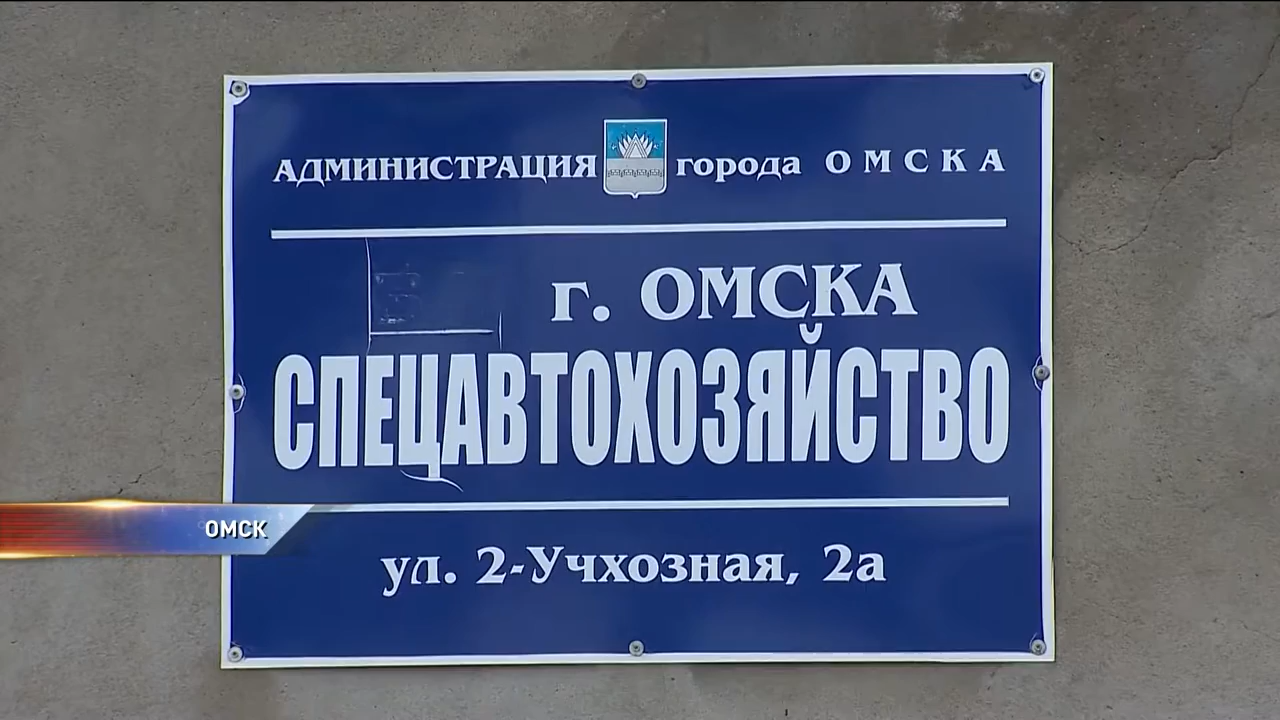 АДМИНИСТРАЦИЯ города ОМСКА
г. ОМСКА
СПЕЦАВТОХОЗЯЙСТВО
ОМСК
ул. 2-Учхозная, 2а